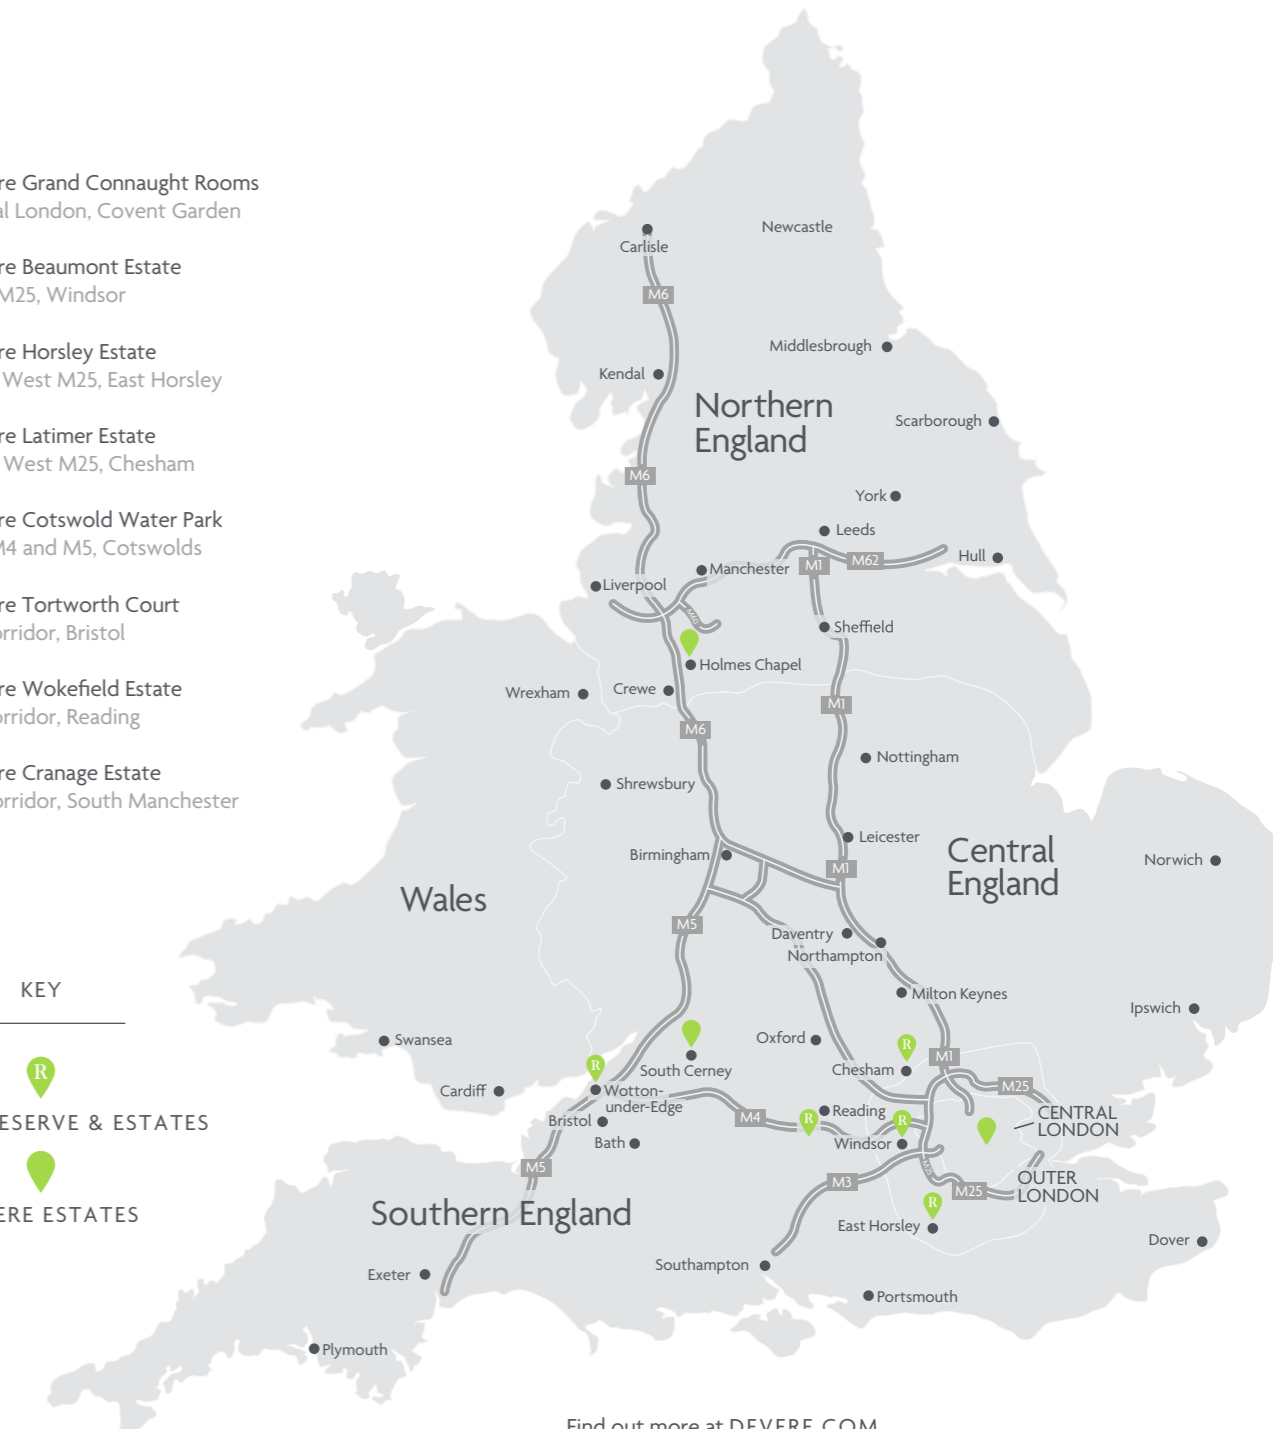 re Grand Connaught Rooms
al London, Covent Garden
re Beaumont Estate
M25, Windsor
re Horsley Estate
West M25, East Horsley
re Latimer Estate
West M25, Chesham
re Cotswold Water Park
M4 and M5, Cotswolds
re Tortworth Court
orridor, Bristol
re Wokefield Estate
orridor, Reading
re Cranage Estate
orridor, South Manchester
KEY
R
ESERVE & ESTATES
ERE ESTATES
Newcastle
Carlisle
M6
Middlesbrough
Kendal
Northern
England
Scarborough
M6
York
Leeds
Hull
M62
M1
Manchester
Liverpool
M60
Sheffield
Holmes Chapel
Crewe
Wrexham
M1
M6
Nottingham
Shrewsbury
Leicester
Central
England
Birmingham
M1
Norwich
Wales
M5
Daventry
Northampton
Milton Keynes
Ipswich
Oxford
Swansea
R
R
South Cerney
Chesham
M1
M25
Cardiff
Wotton-
under-Edge
CENTRAL
LONDON
Bristol
M4
R
Reading
R
Windsor
Bath
M5
M25
M3
M25
OUTER
LONDON
Southern England
R
East Horsley
Dover
Southampton
Exeter
Portsmouth
Plymouth
Find out more at DEVERE.COM